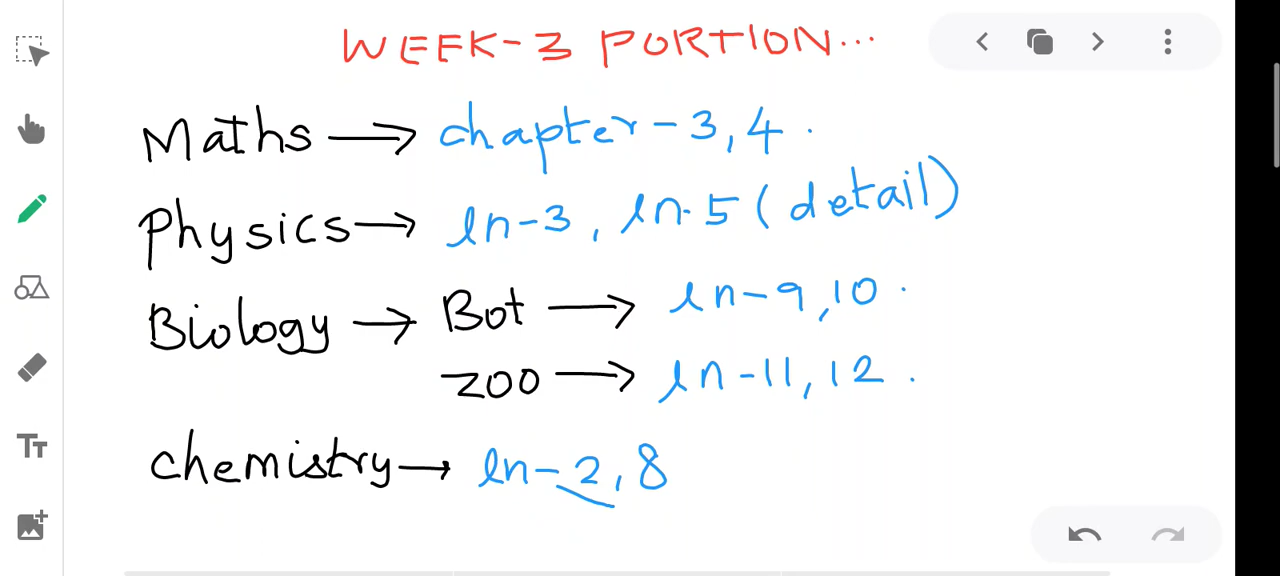 WEEK-3 PORTION...
Maths → chapter-3,4.
Physics → ln-3, ln.5 (detail)
Biology → Bot → ln-9,10.
ZOO → ln-11,12.
chemistry → ln-2,8
TT